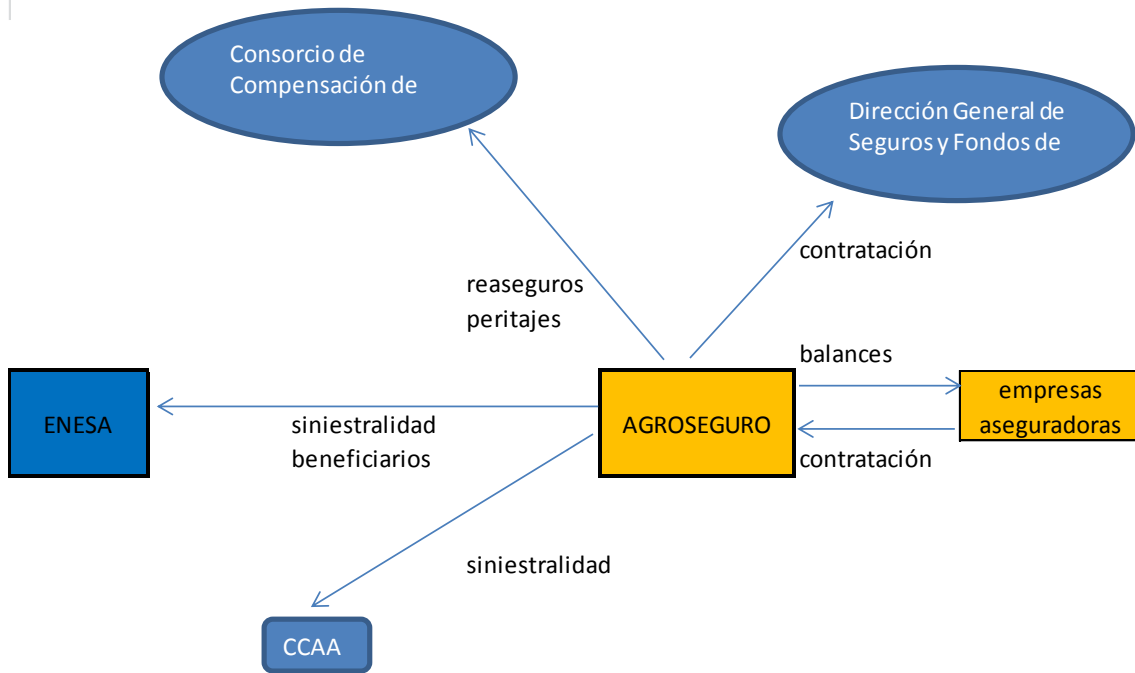 Consorcio de
Compensación de
Dirección General de
Seguros y Fondos de
contratación
reaseguros
peritajes
balances
ENESA
siniestralidad
beneficiarios
AGROSEGURO
empresas
aseguradoras
contratación
siniestralidad
CCAA